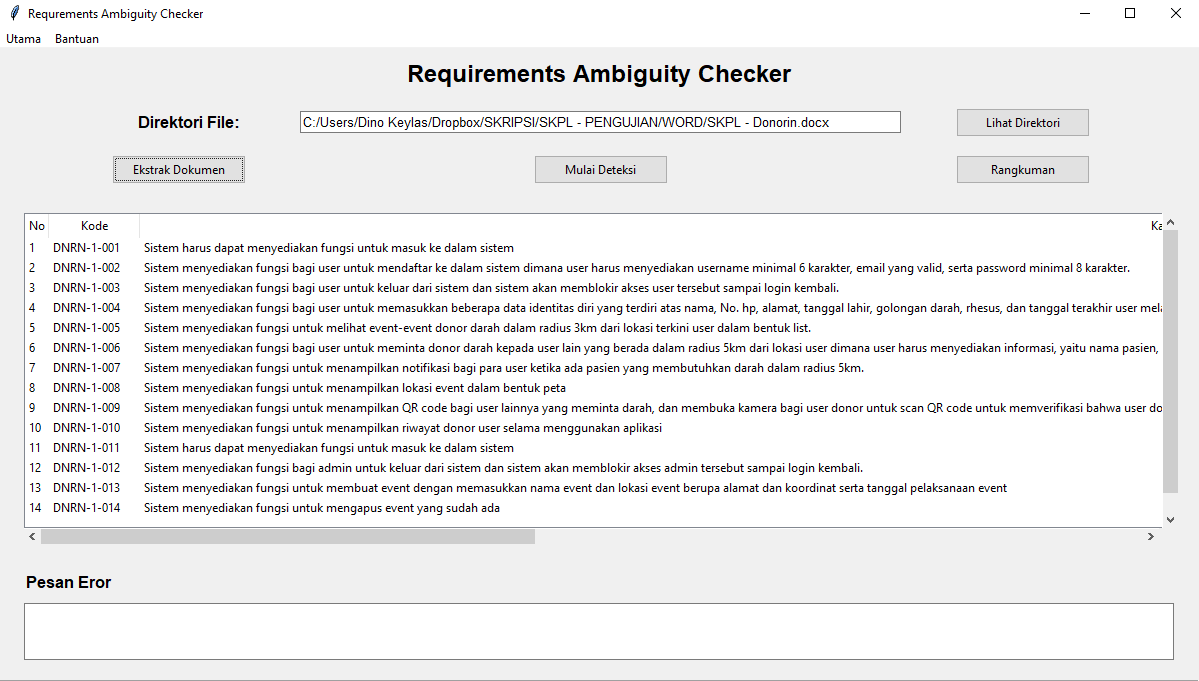 Requrements Ambiguity Checker
Utama Bantuan
Requirements Ambiguity Checker
Direktori File: C:/Users/Dino Keylas/Dropbox/SKRIPSI/SKPL - PENGUJIAN/WORD/SKPL - Donorin.docx Lihat Direktori
Ekstrak Dokumen Mulai Deteksi Rangkuman
No Kode Ka
1 DNRN-1-001 Sistem harus dapat menyediakan fungsi untuk masuk ke dalam sistem
2 DNRN-1-002 Sistem menyediakan fungsi bagi user untuk mendaftar ke dalam sistem dimana user harus menyediakan username minimal 6 karakter, email yang valid, serta password minimal 8 karakter.
3 DNRN-1-003 Sistem menyediakan fungsi bagi user untuk keluar dari sistem dan sistem akan memblokir akses user tersebut sampai login kembali.
4 DNRN-1-004 Sistem menyediakan fungsi bagi user untuk memasukkan beberapa data identitas diri yang terdiri atas nama, No. hp, alamat, tanggal lahir, golongan darah, rhesus, dan tanggal terakhir user mela
5 DNRN-1-005 Sistem menyediakan fungsi untuk melihat event-event donor darah dalam radius 3km dari lokasi terkini user dalam bentuk list.
6 DNRN-1-006 Sistem menyediakan fungsi bagi user untuk meminta donor darah kepada user lain yang berada dalam radius 5km dari lokasi user dimana user harus menyediakan informasi, yaitu nama pasien,
7 DNRN-1-007 Sistem menyediakan fungsi untuk menampilkan notifikasi bagi para user ketika ada pasien yang membutuhkan darah dalam radius 5km.
8 DNRN-1-008 Sistem menyediakan fungsi untuk menampilkan lokasi event dalam bentuk peta
9 DNRN-1-009 Sistem menyediakan fungsi untuk menampilkan QR code bagi user lainnya yang meminta darah, dan membuka kamera bagi user donor untuk scan QR code untuk memverifikasi bahwa user do
10 DNRN-1-010 Sistem menyediakan fungsi untuk menampilkan riwayat donor user selama menggunakan aplikasi
11 DNRN-1-011 Sistem harus dapat menyediakan fungsi untuk masuk ke dalam sistem
12 DNRN-1-012 Sistem menyediakan fungsi bagi admin untuk keluar dari sistem dan sistem akan memblokir akses admin tersebut sampai login kembali.
13 DNRN-1-013 Sistem menyediakan fungsi untuk membuat event dengan memasukkan nama event dan lokasi event berupa alamat dan koordinat serta tanggal pelaksanaan event
14 DNRN-1-014 Sistem menyediakan fungsi untuk mengapus event yang sudah ada
Pesan Eror